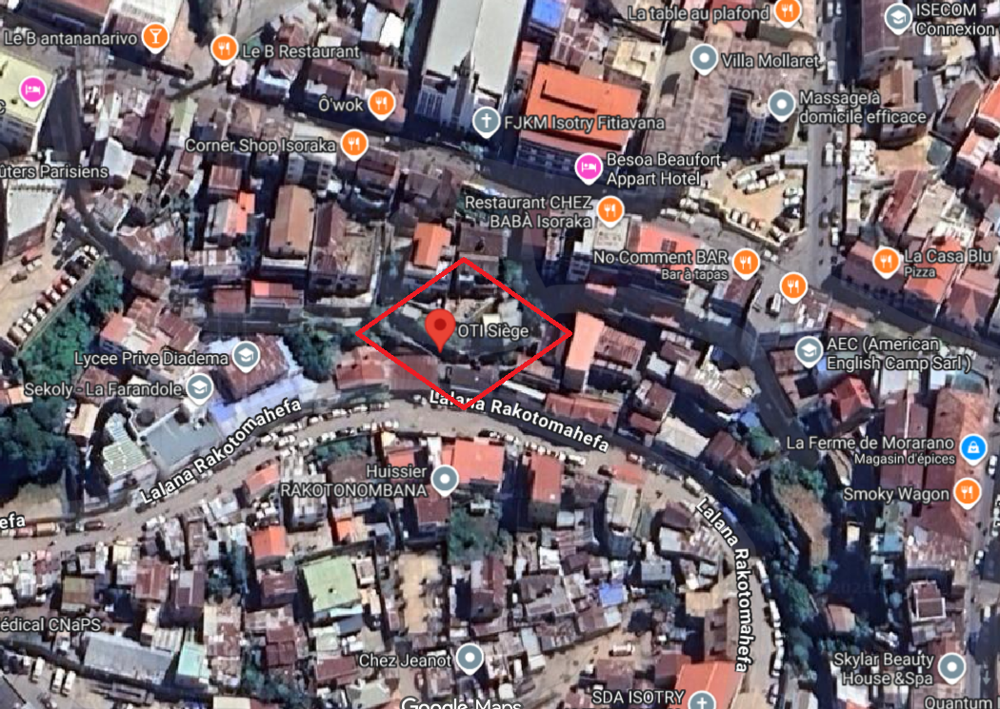 Le B antananarivo
Le B Restaurant
La table au plafond
ISECOM -
Connexion
Villa Mollaret
Ô'wok
Massage à
domicile efficace
FJKM Isotry Fitiavana
Corner Shop Isoraka
ûters Parisiens
Besoa Beaufort
Appart Hotel
Restaurant CHEZ
BABÀ Isoraka
No Comment BAR
Bar à tapas
La Casa Blu
Pizza
OTI Siège
Lycee Prive Diadema
AEC (American
English Camp Sarl )
Sekoly - La Farandole
Lalana Rakotomahefa
Lalana Rakotomahefa
La Ferme de Morarano
Magasin d'épices
Huissier
RAKOTONOMBANA
Smoky Wagon
efa
Lalana Rakotomahefa
édical CNaPS
Chez Jeanot
Skylar Beauty
House &Spa
SDA ISOTRY
Quantum
Google Maps